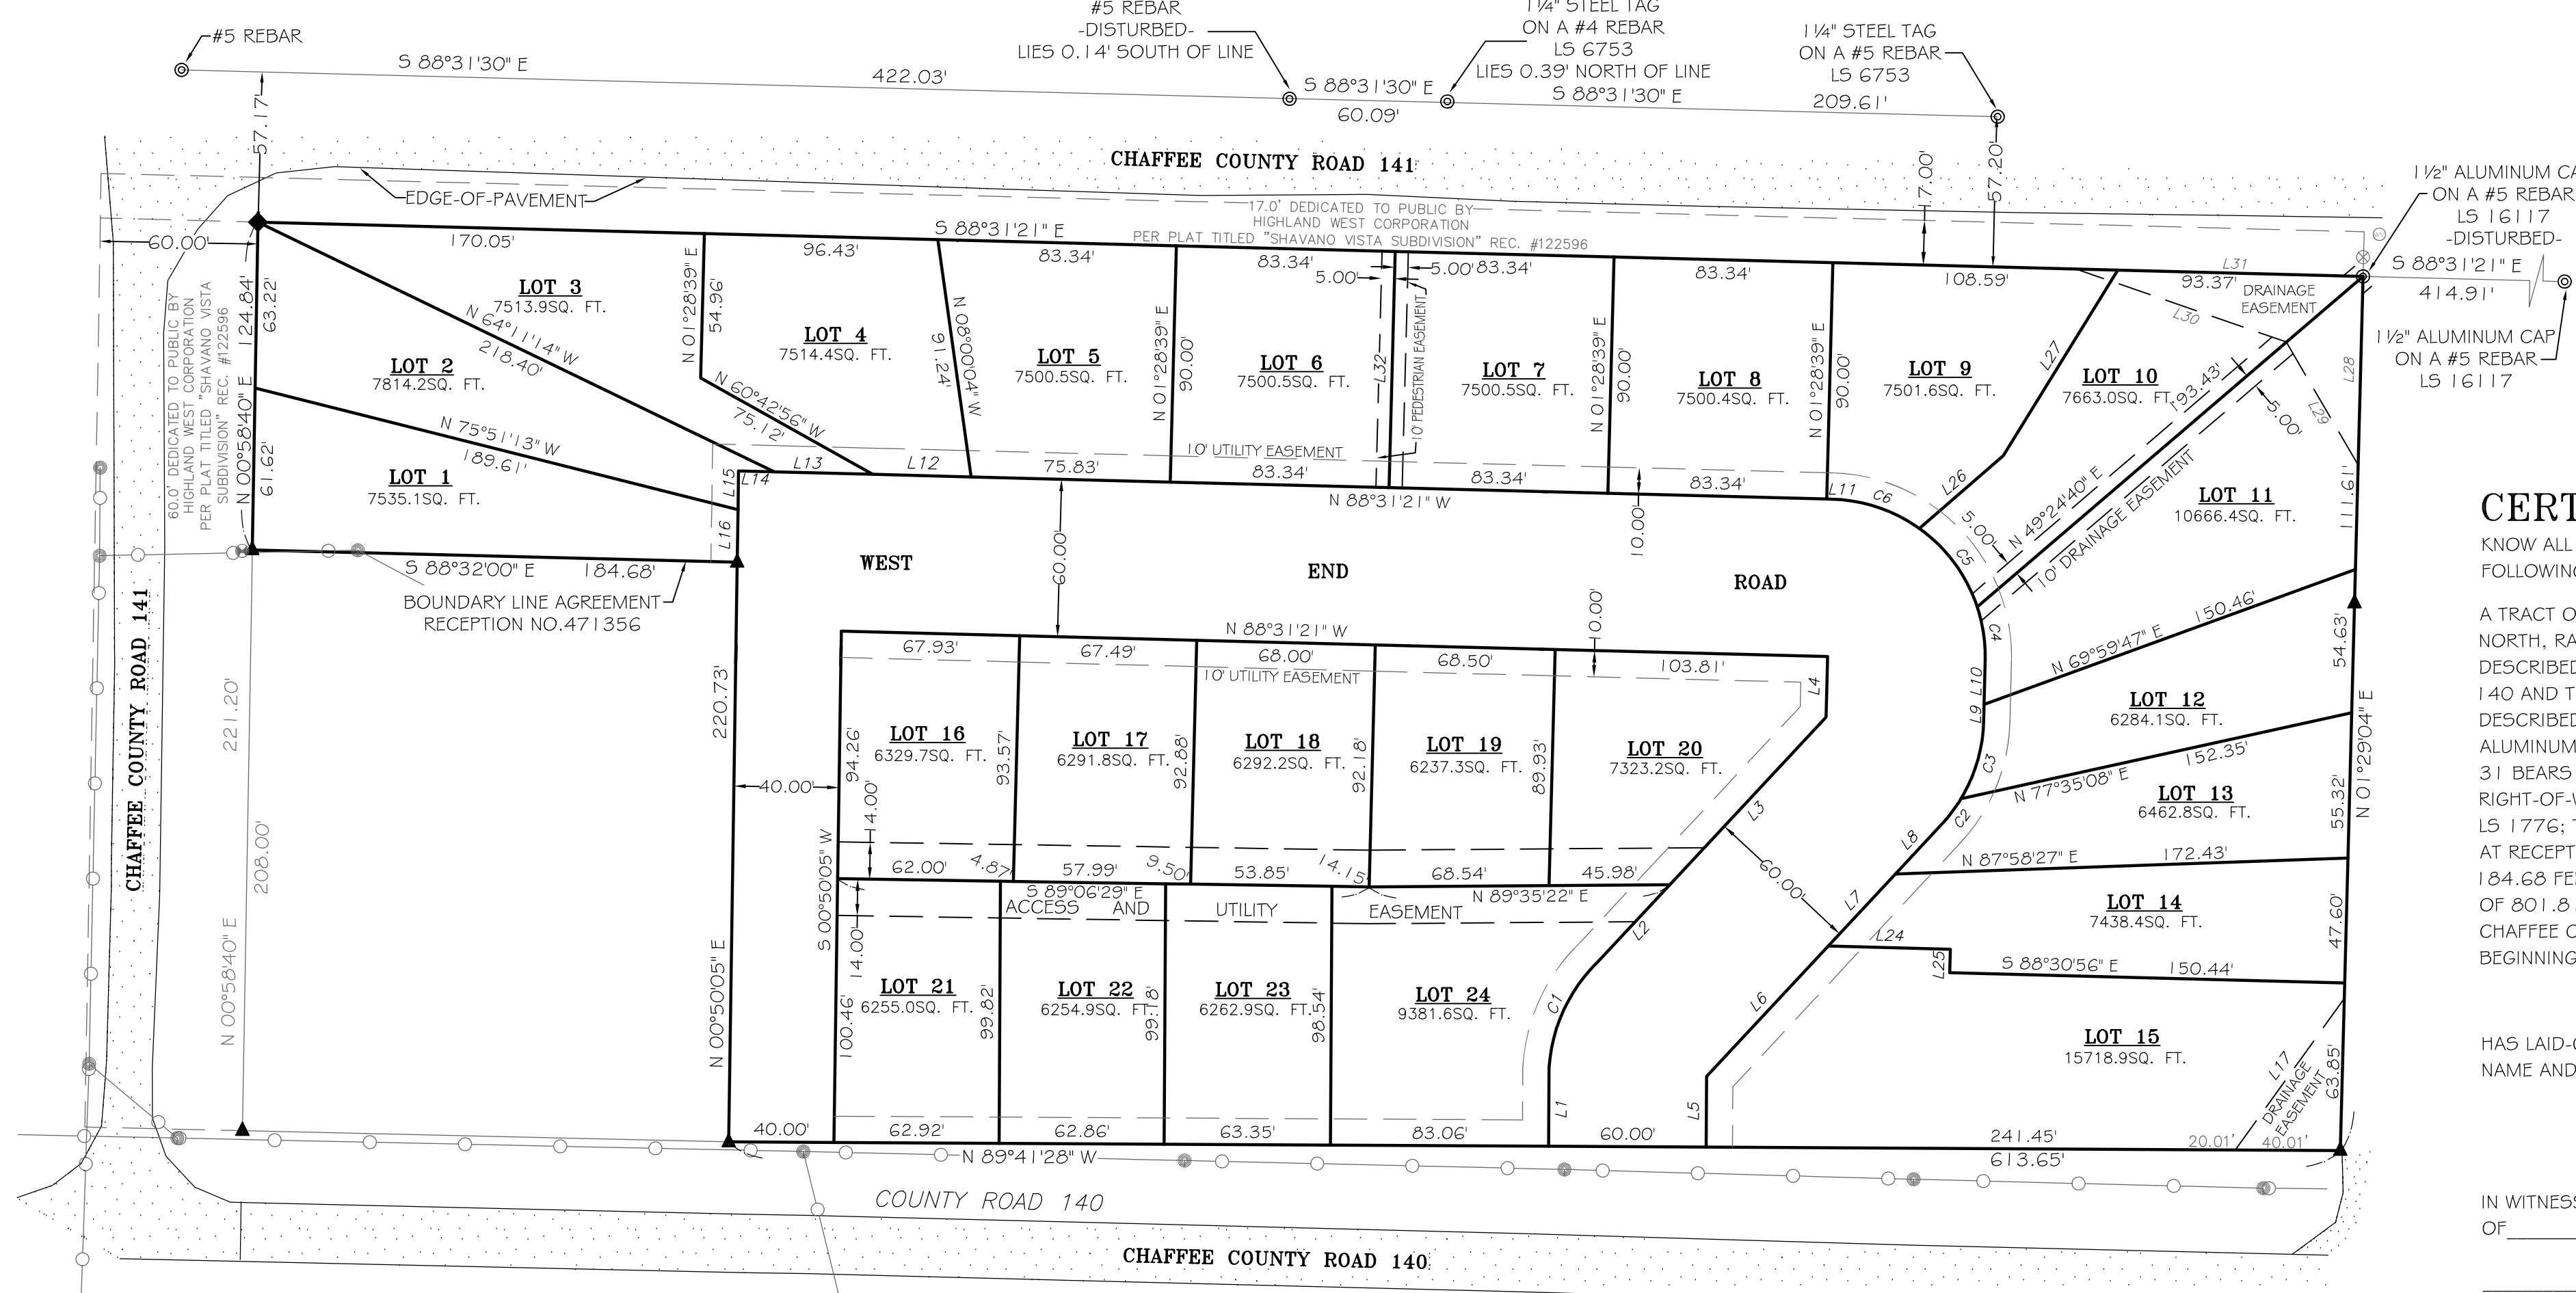 #5 REBAR
S 88°31'30" E
422.03'
#5 REBAR
-DISTURBED-
LIES 0.14' SOUTH OF LINE
S 88°31'30" E
60.09'
1¼" STEEL TAG
ON A #4 REBAR
LS 6753
LIES 0.39' NORTH OF LINE
S 88°31'30" E
209.61'
1¼" STEEL TAG
ON A #5 REBAR
LS 6753
57.17'
CHAFFEE COUNTY ROAD 141
17.00'
57.20'
1½" ALUMINUM CA
ON A #5 REBAR
LS 16117
-DISTURBED-
S 88°31'21" E
414.91'
1½" ALUMINUM CAP
ON A #5 REBAR
LS 16117
EDGE-OF-PAVEMENT
60.00'
17.0' DEDICATED TO PUBLIC BY
HIGHLAND WEST CORPORATION
PER PLAT TITLED "SHAVANO VISTA SUBDIVISION" REC. #122596
S 88°31'21" E
170.05'
96.43'
83.34'
83.34'
5.00'
5.00'
83.34'
83.34'
108.59'
93.37'
L31
DRAINAGE
EASEMENT
L30
60.0' DEDICATED TO PUBLIC BY
HIGHLAND WEST CORPORATION
PER PLAT TITLED "SHAVANO VISTA
SUBDIVISION" REC. #122596
N 00°58'40" E
124.84'
63.22'
61.62'
LOT 3
7513.9SQ. FT.
N 64°11'14" W
218.40'
LOT 2
7814.2SQ. FT.
N 75°51'13" W
189.61'
LOT 1
7535.1SQ. FT.
S 88°32'00" E
184.68'
BOUNDARY LINE AGREEMENT
RECEPTION NO.471356
N 01°28'39" E
54.96'
LOT 4
7514.4SQ. FT.
N 60°42'56" W
75.12'
N 08°00'04" W
91.24'
LOT 5
7500.5SQ. FT.
N 01°28'39" E
90.00'
LOT 6
7500.5SQ. FT.
L32
10' PEDESTRIAN EASEMENT
LOT 7
7500.5SQ. FT.
N 01°28'39" E
90.00'
LOT 8
7500.4SQ. FT.
N 01°28'39" E
90.00'
LOT 9
7501.6SQ. FT.
L27
LOT 10
7663.0SQ. FT.
193.43'
5.00'
L29
L28
L26
5.00'
N 49°24'40" E
10' DRAINAGE EASEMENT
LOT 11
10666.4SQ. FT.
111.61'
10' UTILITY EASEMENT
L15
L14
L13
L12
75.83'
83.34'
83.34'
83.34'
L11
C6
N 88°31'21" W
L16
60.00'
10.00'
C5
C4
WEST
END
ROAD
N 69°59'47" E
150.46'
54.63'
N 01°29'04" E
L10
L9
LOT 12
6284.1SQ. FT.
C3
N 77°35'08" E
152.35'
LOT 13
6462.8SQ. FT.
55.32'
C2
L8
N 87°58'27" E
172.43'
LOT 14
7438.4SQ. FT.
47.60'
L7
L24
L25
S 88°30'56" E
150.44'
LOT 15
15718.9SQ. FT.
L17
DRAINAGE
EASEMENT
63.85'
L6
L5
N 88°31'21" W
10.00'
67.93'
67.49'
68.00'
68.50'
103.81'
10' UTILITY EASEMENT
L4
220.73'
40.00'
94.26'
LOT 16
6329.7SQ. FT.
93.57'
LOT 17
6291.8SQ. FT.
92.88'
LOT 18
6292.2SQ. FT.
92.18'
LOT 19
6237.3SQ. FT.
89.93'
LOT 20
7323.2SQ. FT.
L3
60.00'
14.00'
62.00'
4.87'
57.99'
9.50'
53.85'
14.15'
68.54'
45.98'
S 89°06'29" E
N 89°35'22" E
ACCESS AND UTILITY EASEMENT
L2
S 00°50'05" W
N 00°50'05" E
14.00'
100.46'
LOT 21
6255.0SQ. FT.
99.82'
LOT 22
6254.9SQ. FT.
99.18'
LOT 23
6262.9SQ. FT.
98.54'
LOT 24
9381.6SQ. FT.
C1
L1
CHAFFEE COUNTY ROAD 141
221.20'
208.00'
N 00°58'40" E
40.00'
62.92'
62.86'
63.35'
83.06'
60.00'
241.45'
20.01'
40.01'
N 89°41'28" W
613.65'
COUNTY ROAD 140
CHAFFEE COUNTY ROAD 140
CERT
KNOW ALL
FOLLOWING
A TRACT O
NORTH, RA
DESCRIBED
140 AND T
DESCRIBED
ALUMINUM
31 BEARS
RIGHT-OF-W
LS 1776; T
AT RECEPT
184.68 FE
OF 801.8
CHAFFEE C
BEGINNING
HAS LAID-O
NAME AND
IN WITNESS
OF